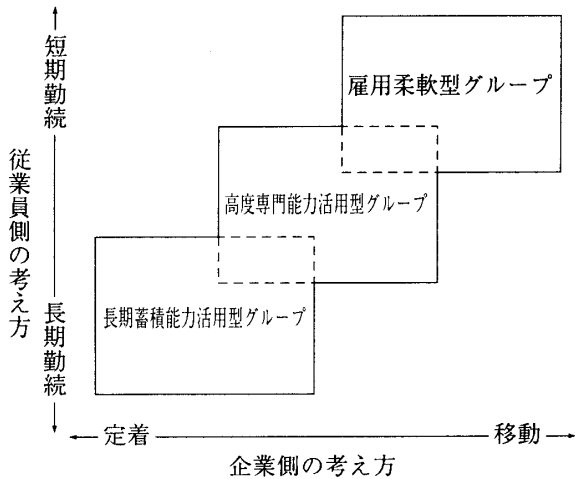 短期勤続
従業員側の考え方
長期勤続
雇用柔軟型グループ
高度専門能力活用型グループ
長期蓄積能力活用型グループ
定着
移動
企業側の考え方